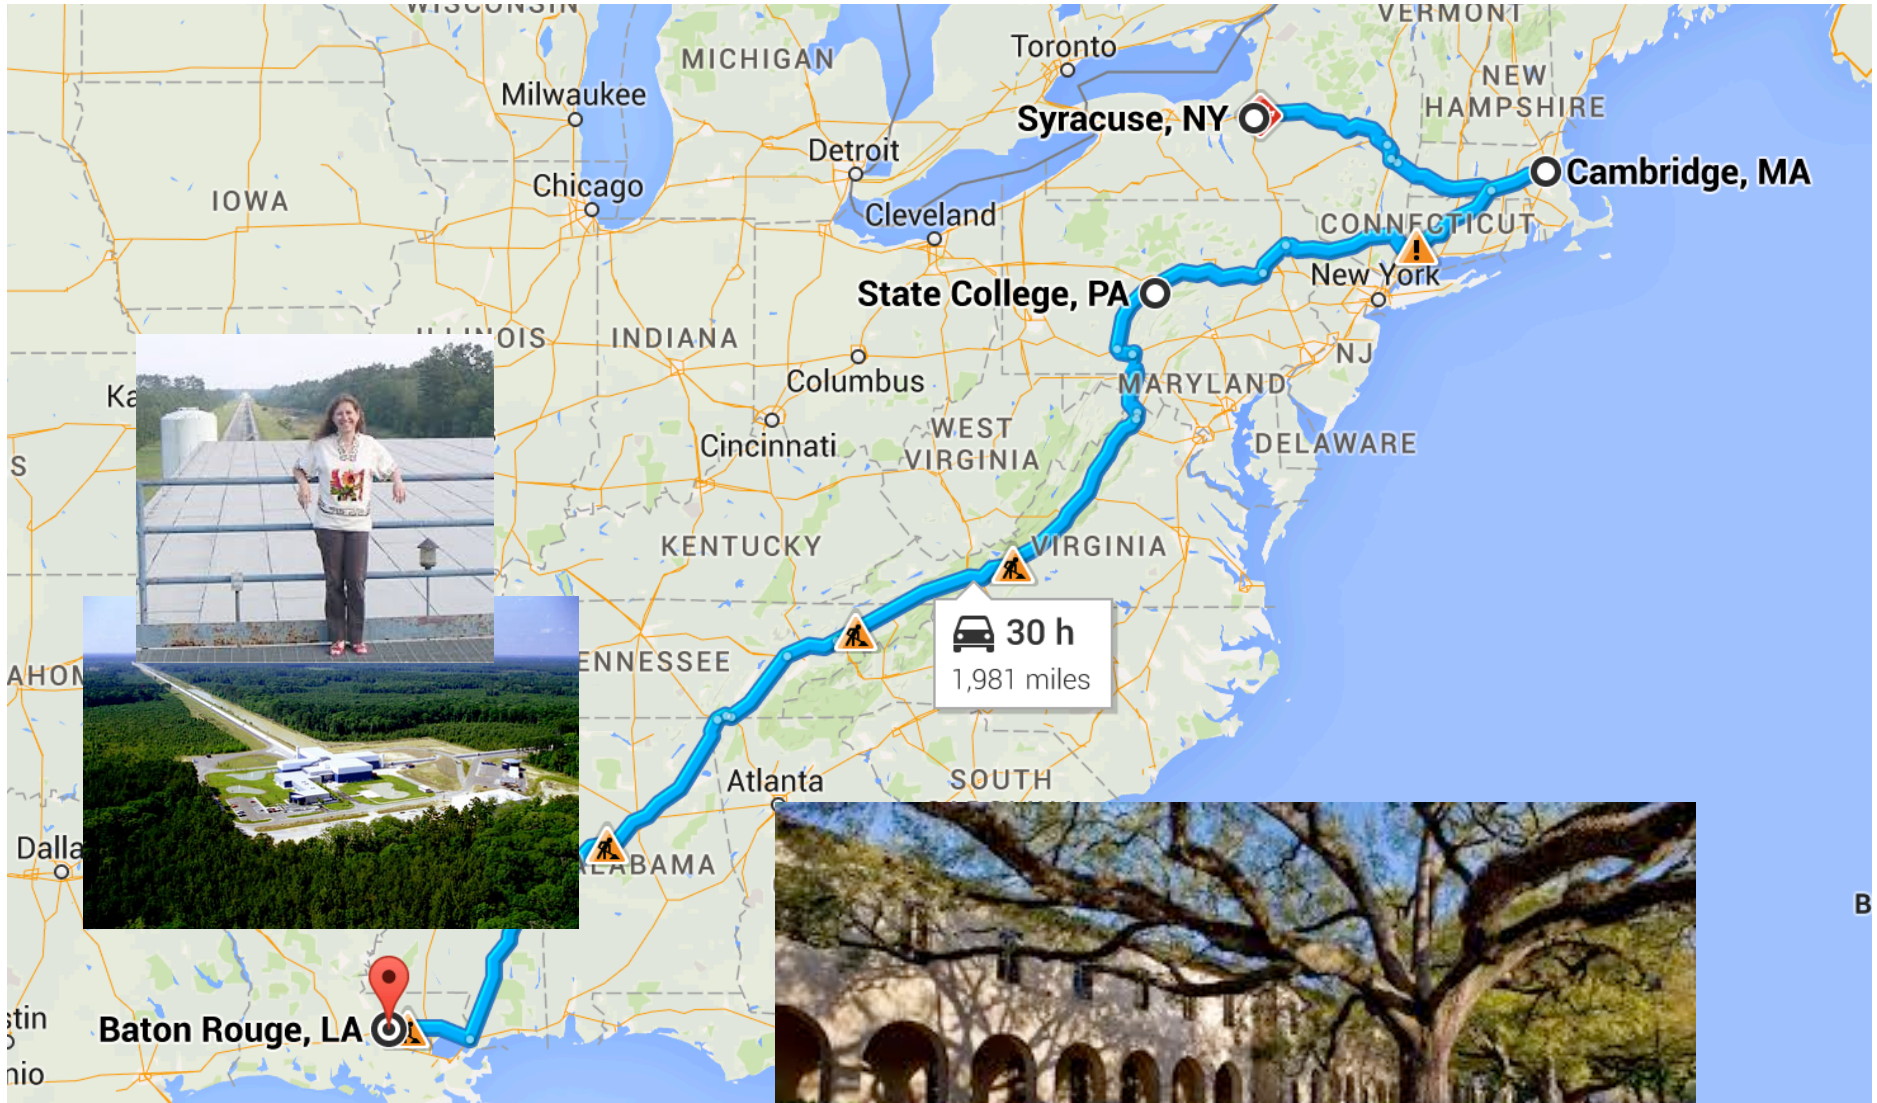 WISCONSIN
VERMONT
Toronto
MICHIGAN
NEW
HAMPSHIRE
Milwaukee
Syracuse, NY
Detroit
Cambridge, MA
Chicago
IOWA
Cleveland
CONNECTICUT
New York
State College, PA
ILLINOIS
INDIANA
NJ
Columbus
MARYLAND
Ka
WEST
VIRGINIA
Cincinnati
DELAWARE
S
KENTUCKY
VIRGINIA
30 h
1,981 miles
ENNESSEE
AHOM
Atlanta
SOUTH
Dalla
ALABAMA
B
stin
Baton Rouge, LA
nio